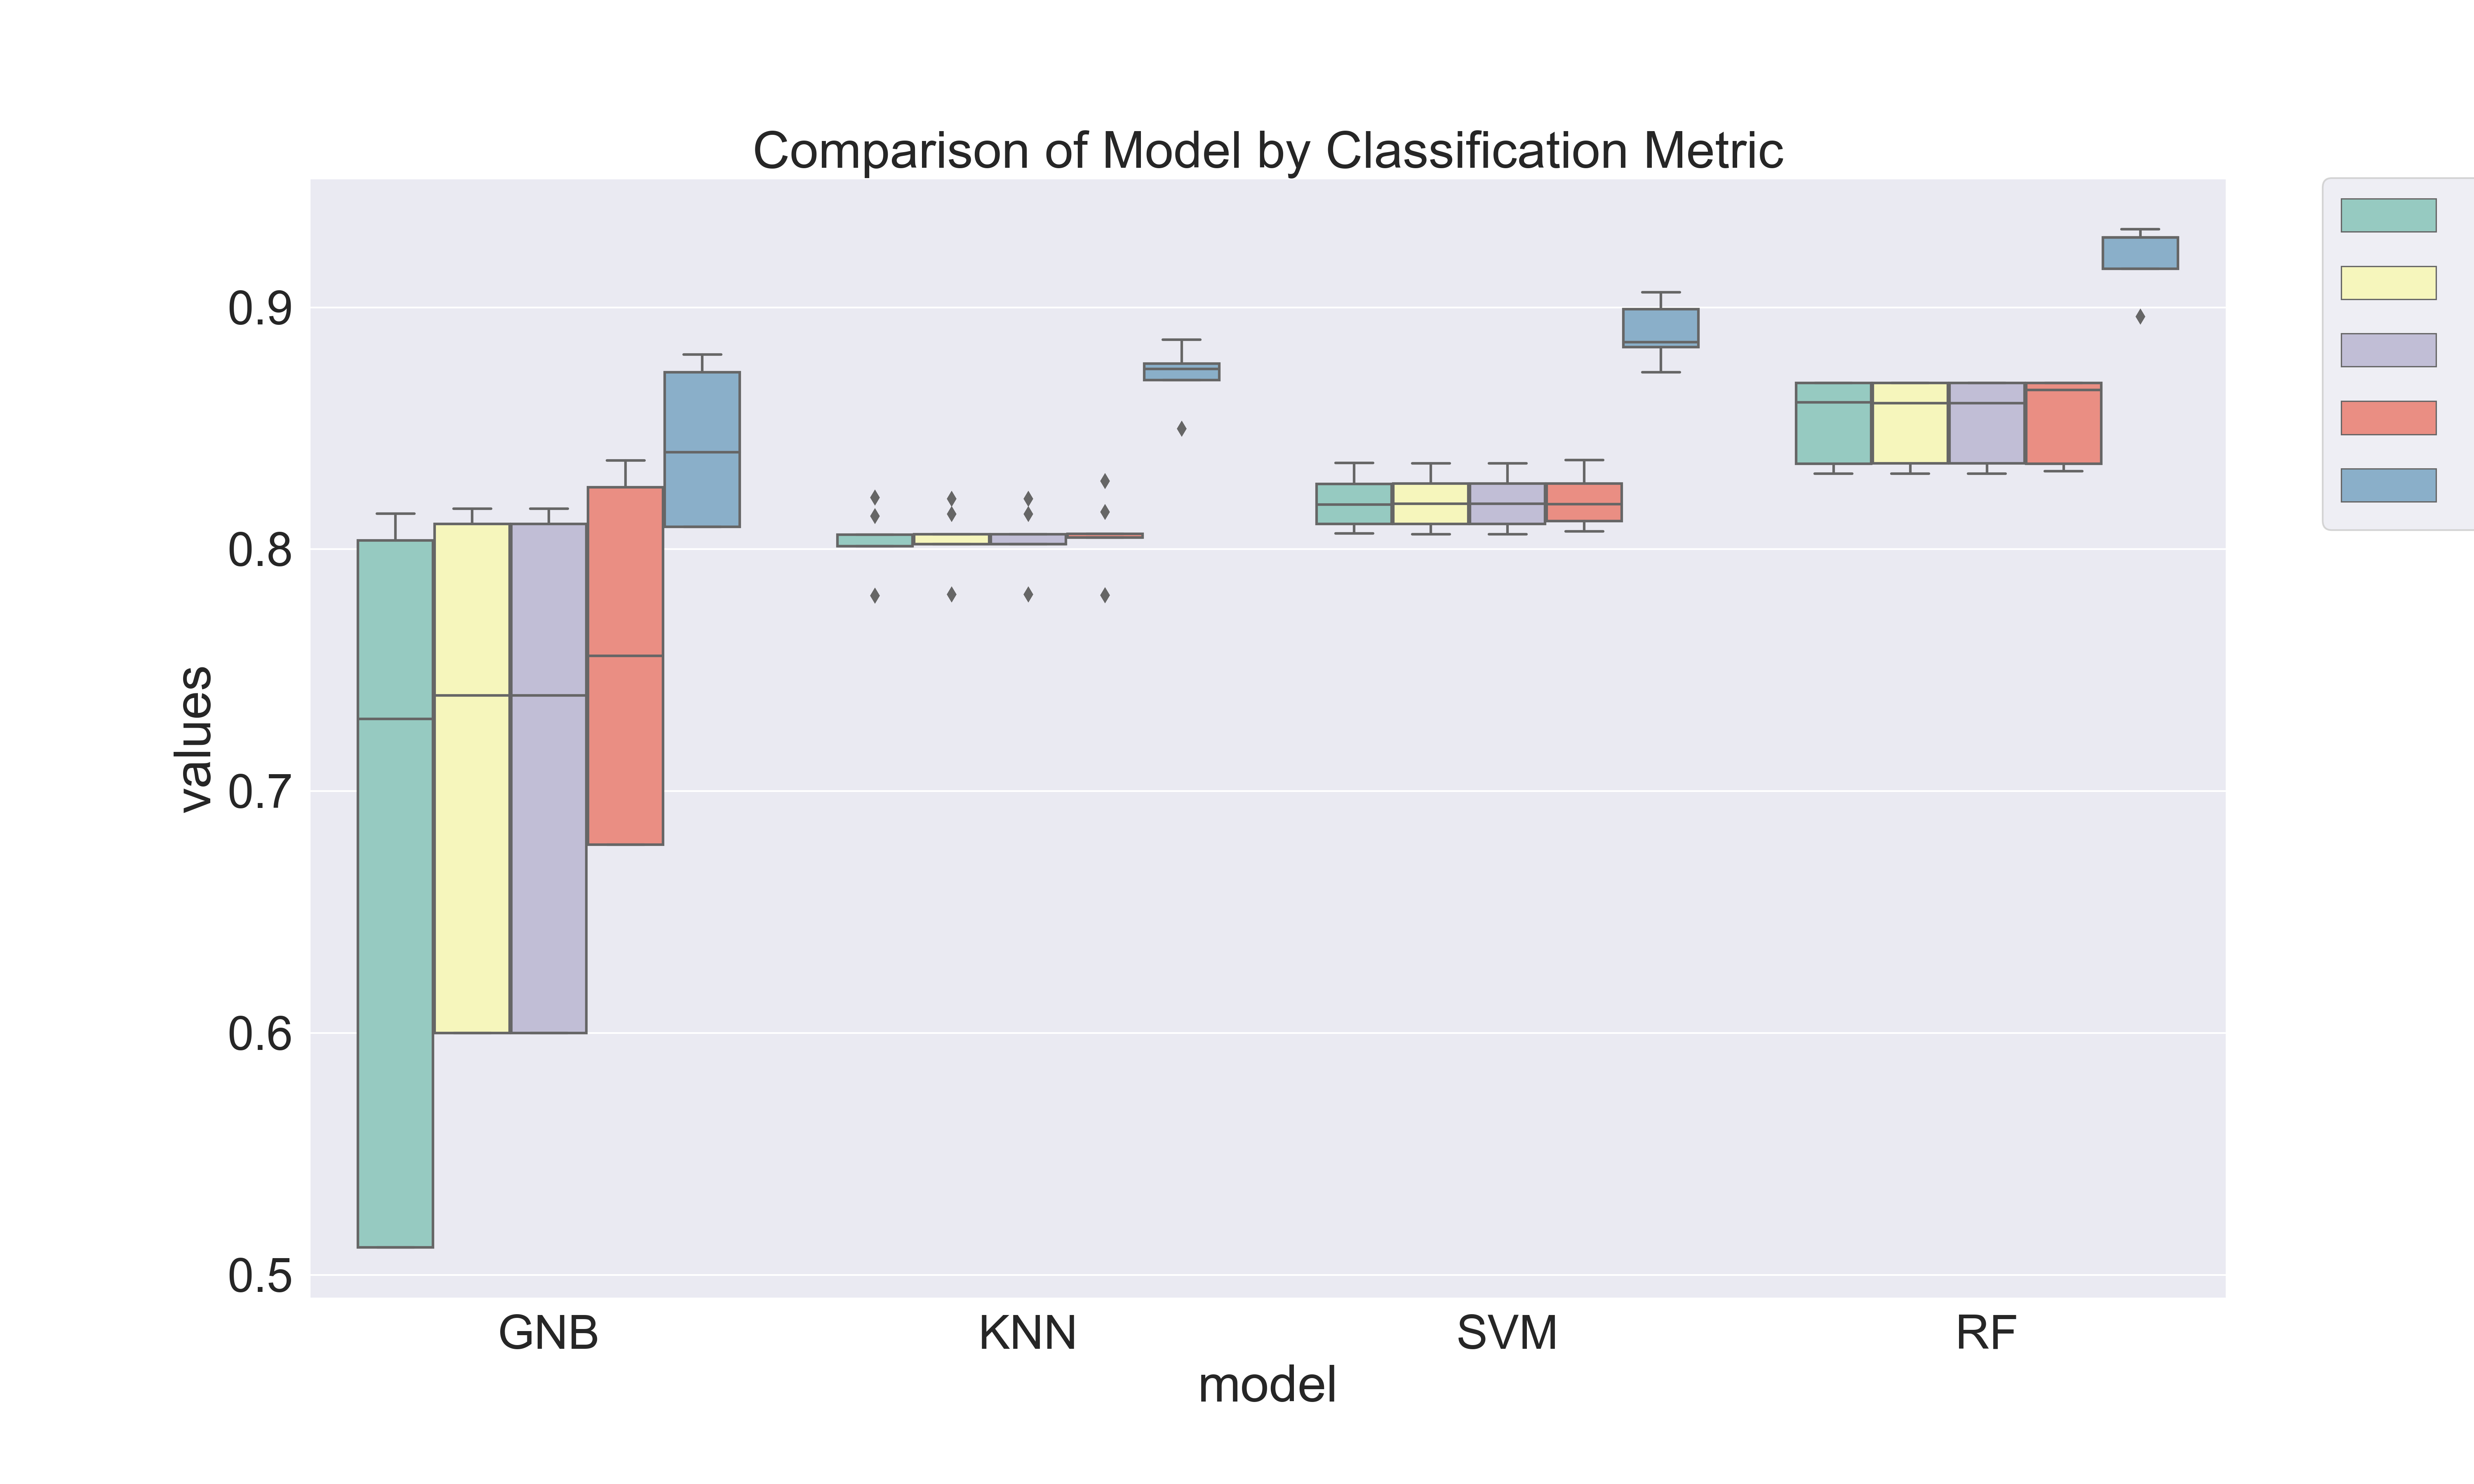 Comparison of Model by Classification Metric
0.9
0.8
0.7
0.6
0.5
values
GNB KNN SVM RF
model